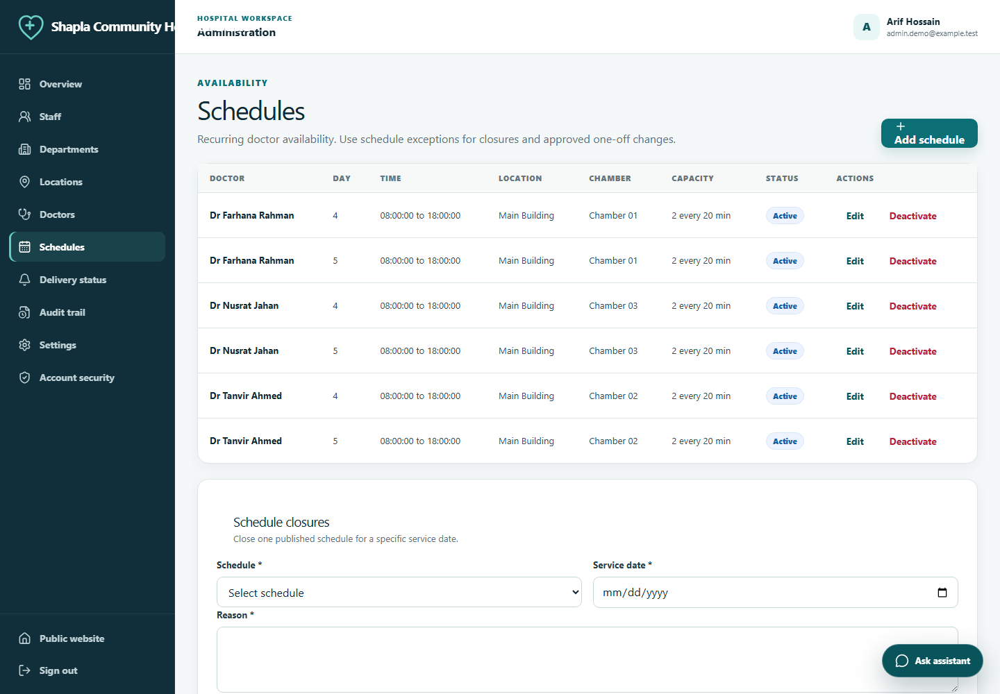 Shapla Community H
HOSPITAL WORKSPACE
Administration
A
Arif Hossain
admin.demo@example.test
Overview
Staff
Departments
Locations
Doctors
Schedules
Delivery status
Audit trail
Settings
Account security
Public website
Sign out
AVAILABILITY
Schedules
Recurring doctor availability. Use schedule exceptions for closures and approved one-off changes.
+ Add schedule
DOCTOR DAY TIME LOCATION CHAMBER CAPACITY STATUS ACTIONS
Dr Farhana Rahman 4 08:00:00 to 18:00:00 Main Building Chamber 01 2 every 20 min Active Edit Deactivate
Dr Farhana Rahman 5 08:00:00 to 18:00:00 Main Building Chamber 01 2 every 20 min Active Edit Deactivate
Dr Nusrat Jahan 4 08:00:00 to 18:00:00 Main Building Chamber 03 2 every 20 min Active Edit Deactivate
Dr Nusrat Jahan 5 08:00:00 to 18:00:00 Main Building Chamber 03 2 every 20 min Active Edit Deactivate
Dr Tanvir Ahmed 4 08:00:00 to 18:00:00 Main Building Chamber 02 2 every 20 min Active Edit Deactivate
Dr Tanvir Ahmed 5 08:00:00 to 18:00:00 Main Building Chamber 02 2 every 20 min Active Edit Deactivate
Schedule closures
Close one published schedule for a specific service date.
Schedule * Service date *
Select schedule mm/dd/yyyy
Reason *
Ask assistant